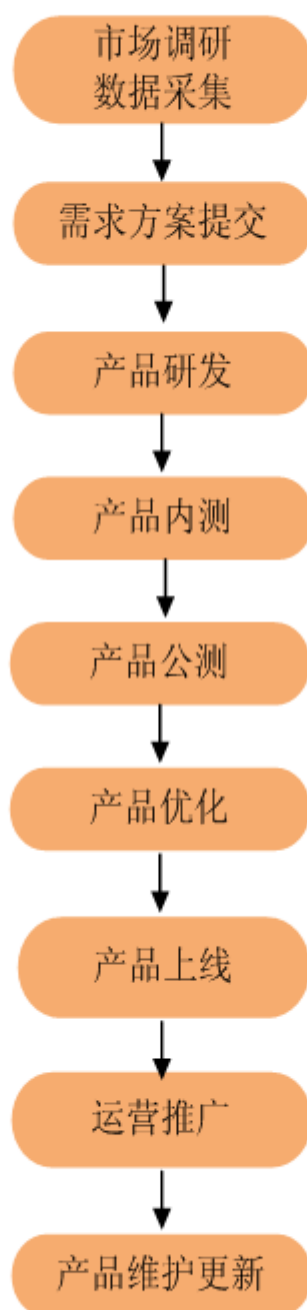 市场调研
数据采集
需求方案提交
产品研发
产品内测
产品公测
产品优化
产品上线
运营推广
产品维护更新